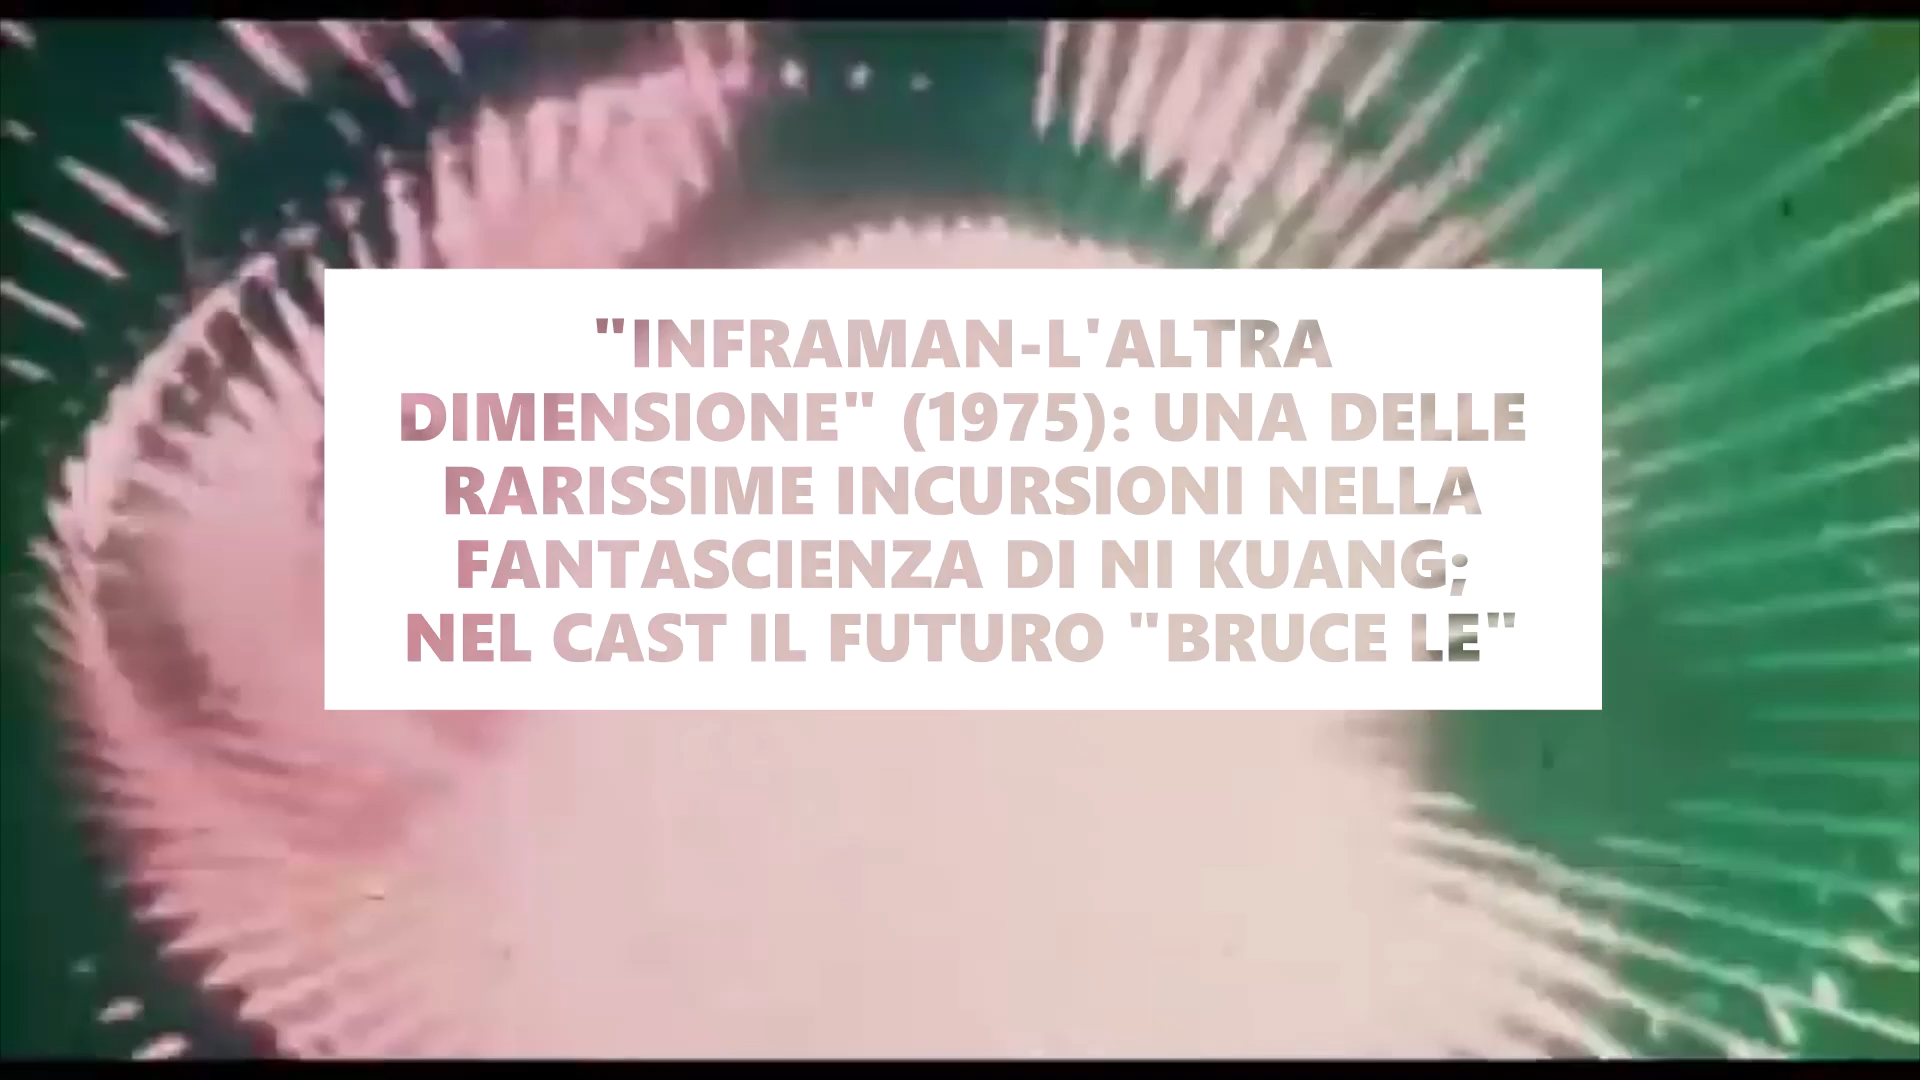 "INFRAMAN-L'ALTRA
DIMENSIONE" (1975): UNA DELLE
RARISSIME INCURSIONI NELLA
FANTASCIENZA DI NI KUANG;
NEL CAST IL FUTURO "BRUCE LE"